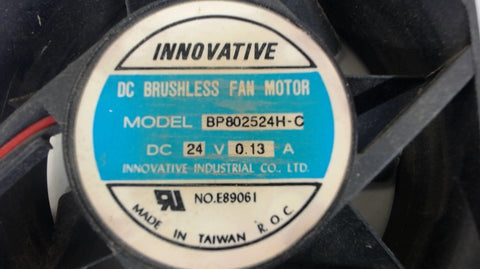 INNOVATIVE
DC BRUSHLESS FAN MOTOR
MODEL BP802524H-C
DC 24 V 0.13 A
INNOVATIVE INDUSTRIAL CO., LTD.
NO.E89061
MADE IN TAIWAN R.O.C.